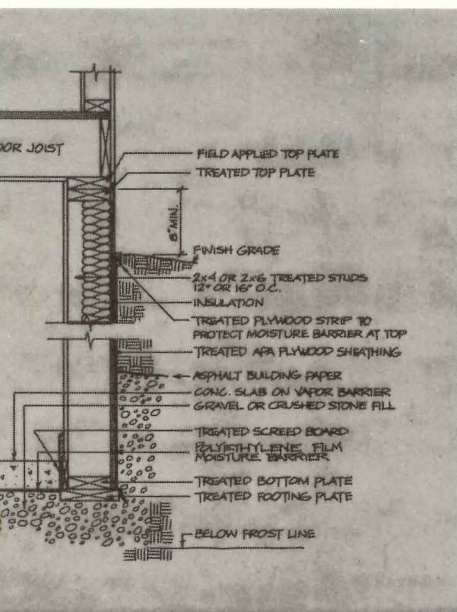 OOR JOIST
FIELD APPLIED TOP PLATE
TREATED TOP PLATE
8" MIN.
FINISH GRADE
2x4 OR 2x6 TREATED STUDS
12" OR 16" O.C.
INSULATION
TREATED PLYWOOD STRIP TO
PROTECT MOISTURE BARRIER AT TOP
TREATED APA PLYWOOD SHEATHING
ASPHALT BUILDING PAPER
CONC. SLAB ON VAPOR BARRIER
GRAVEL OR CRUSHED STONE FILL
TREATED SCREED BOARD
POLYETHYLENE FILM
MOISTURE BARRIER
TREATED BOTTOM PLATE
TREATED FOOTING PLATE
BELOW FROST LINE